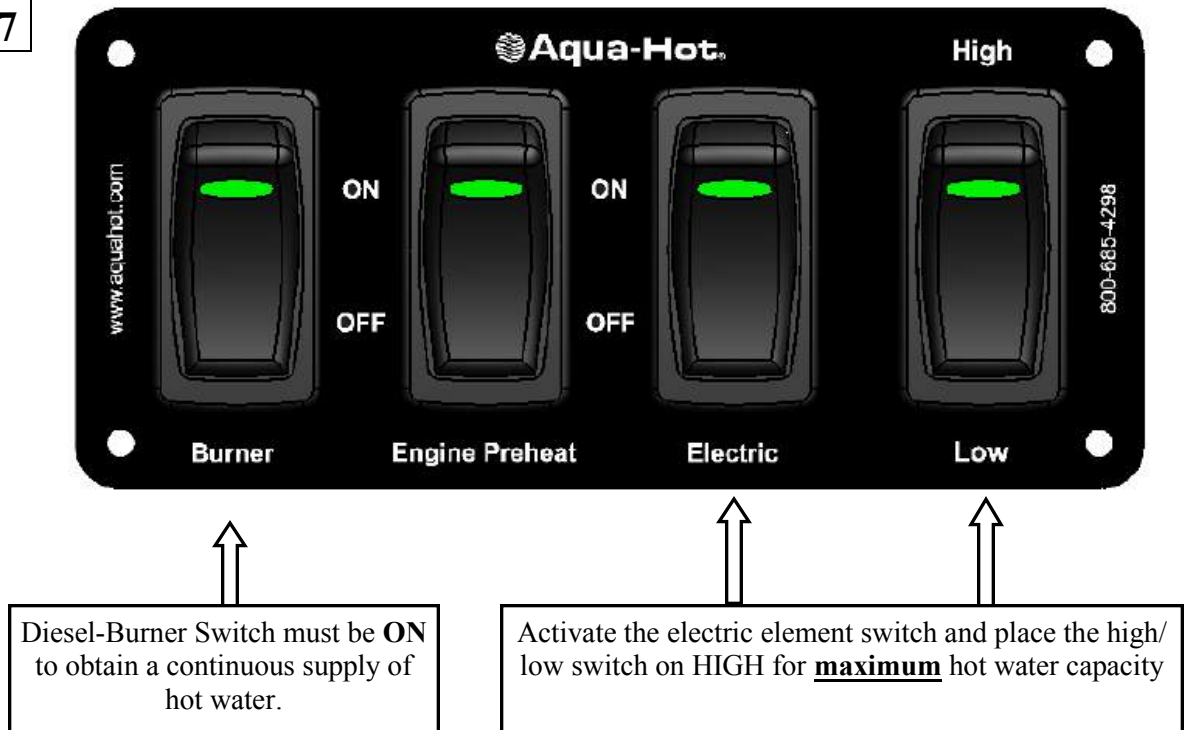 7
Aqua-Hot®
High
www.aquahot.com
ON
ON
800-685-4298
OFF
OFF
Burner
Engine Preheat
Electric
Low
Diesel-Burner Switch must be ON
to obtain a continuous supply of
hot water.
Activate the electric element switch and place the high/
low switch on HIGH for maximum hot water capacity